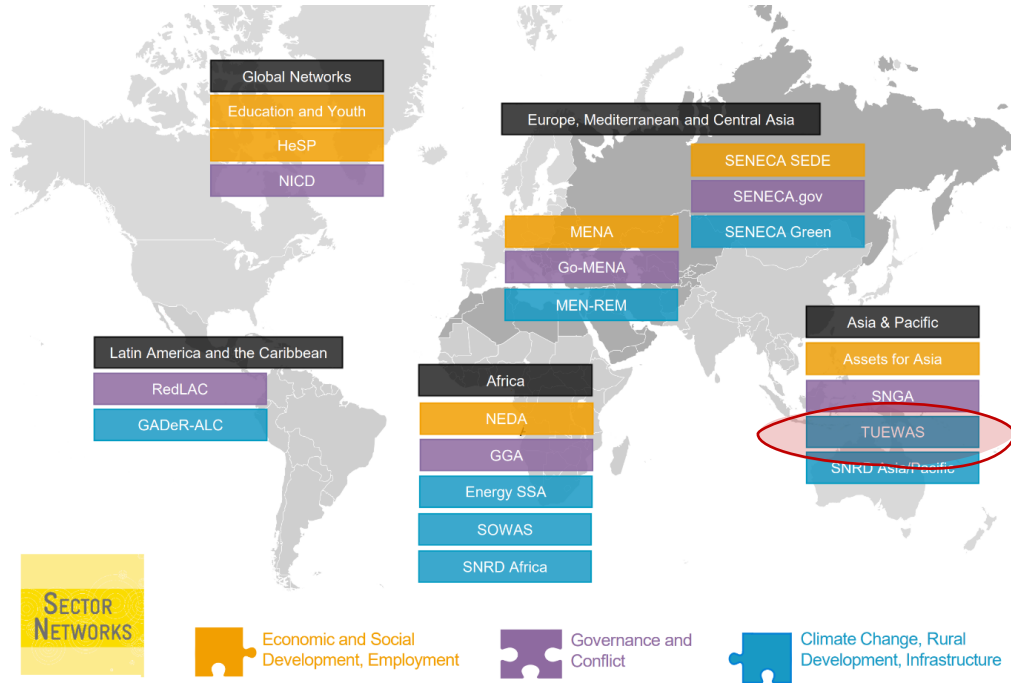 Global Networks
Education and Youth
HeSP
NICD
Europe, Mediterranean and Central Asia
SENECA SEDE
SENECA.gov
SENECA Green
MENA
Go-MENA
MEN-REM
Latin America and the Caribbean
RedLAC
GADeR-ALC
Africa
NEDA
GGA
Energy SSA
SOWAS
SNRD Africa
Asia & Pacific
Assets for Asia
SNGA
TUEWAS
SNRD Asia/Pacific
SECTOR
NETWORKS
Economic and Social
Development, Employment
Governance and
Conflict
Climate Change, Rural
Development, Infrastructure